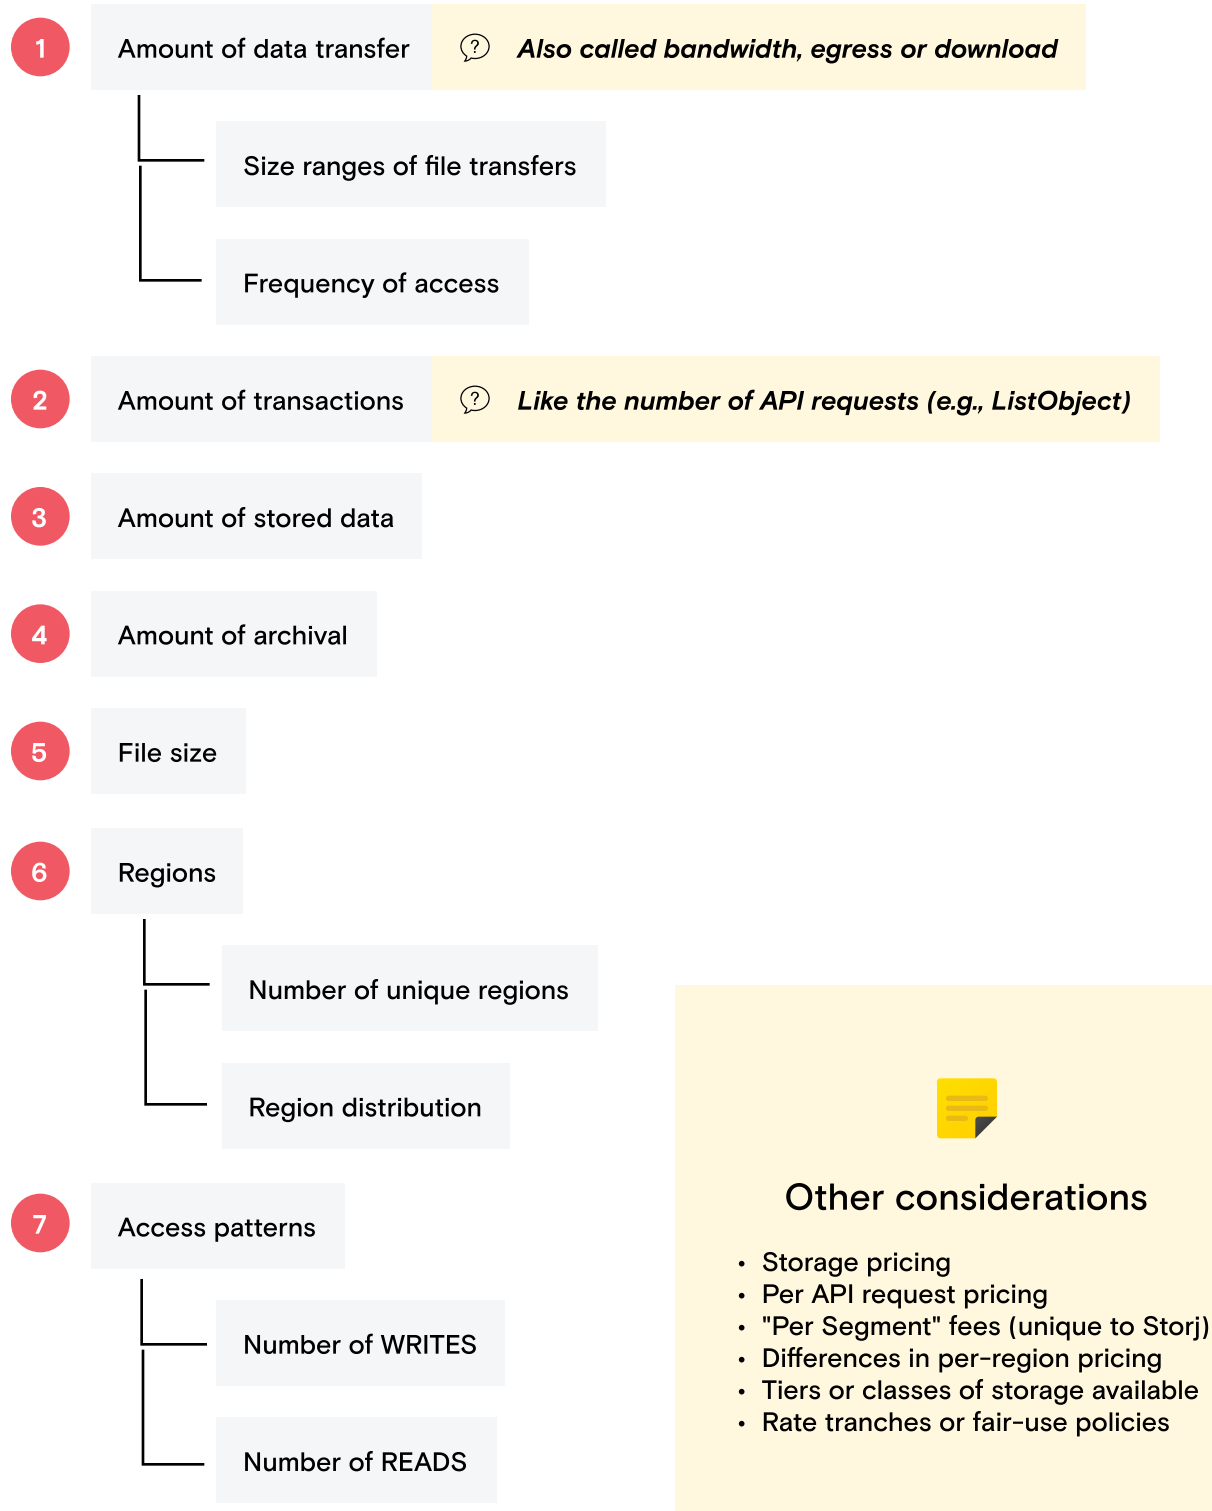 1
Amount of data transfer
? Also called bandwidth, egress or download
Size ranges of file transfers
Frequency of access
2
Amount of transactions
? Like the number of API requests (e.g., ListObject)
3
Amount of stored data
4
Amount of archival
5
File size
6
Regions
Number of unique regions
Region distribution
7
Access patterns
Number of WRITES
Number of READS
Other considerations
• Storage pricing
• Per API request pricing
• "Per Segment" fees (unique to Storj)
• Differences in per-region pricing
• Tiers or classes of storage available
• Rate tranches or fair-use policies